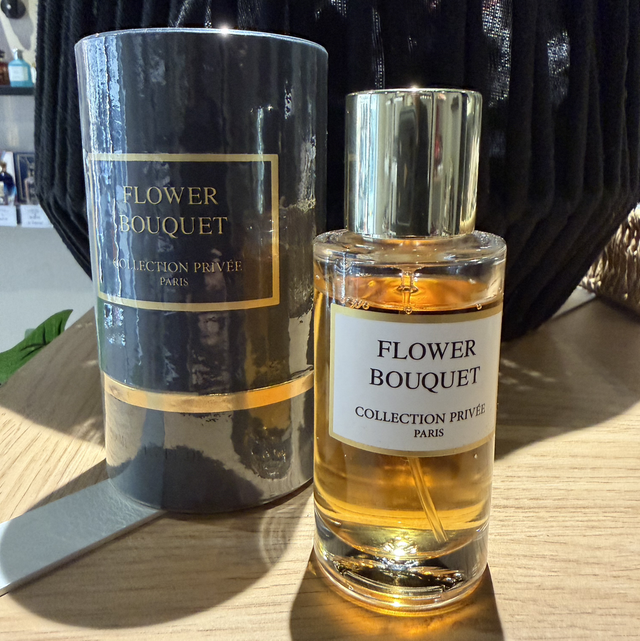 FLOWER
BOUQUET
COLLECTION PRIVÉE
PARIS
FLOWER
BOUQUET
COLLECTION PRIVÉE
PARIS